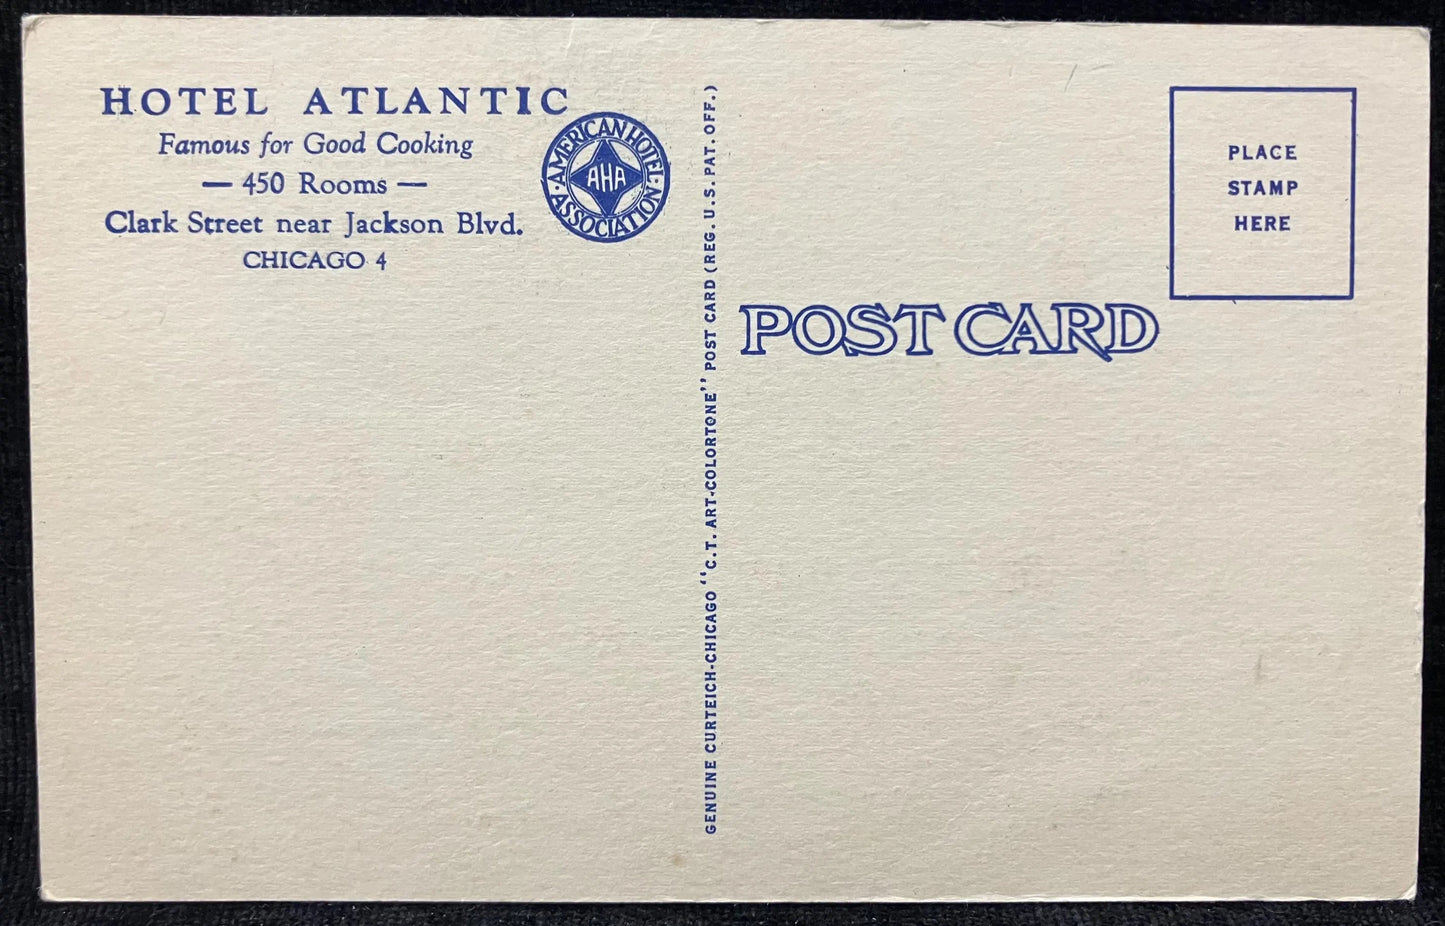 HOTEL ATLANTIC
Famous for Good Cooking
— 450 Rooms —
Clark Street near Jackson Blvd.
CHICAGO 4
· AMERICAN HOTEL · ASSOCIATION
AHA
GENUINE CURTEICH-CHICAGO "C.T. ART-COLORTONE" POST CARD (REG. U.S. PAT. OFF.)
PLACE
STAMP
HERE
POST CARD